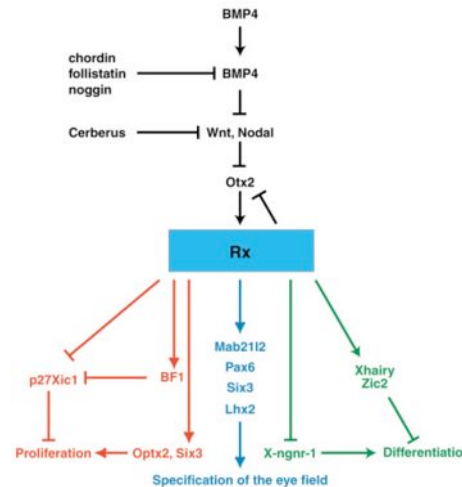 BMP4
chordin
follistatin
noggin
BMP4
Cerberus
Wnt, Nodal
Otx2
Rx
Mab21l2
Pax6
Six3
Lhx2
p27Xic1
BF1
Xhairy
Zic2
Proliferation
Optx2, Six3
X-ngnr-1
Differentiatio
Specification of the eye field